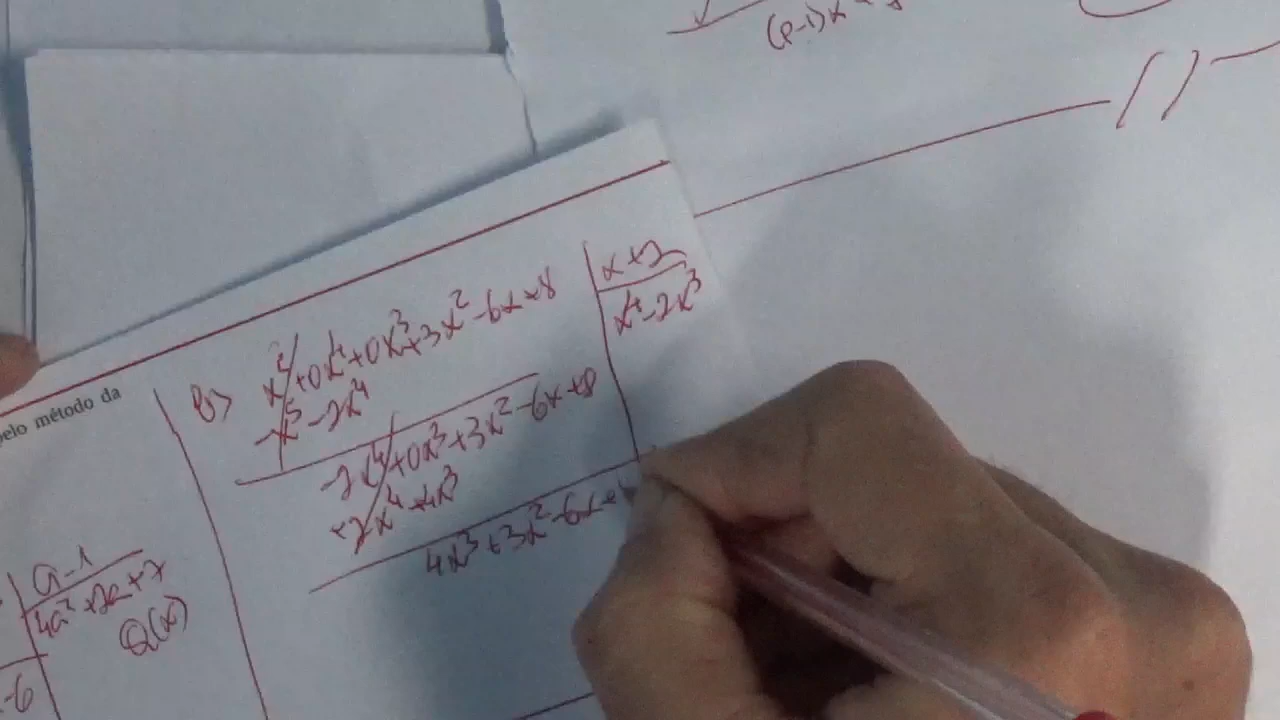 (p-1)x
x+2
x⁴-2x³
B> x⁵+0x⁴+0x³+3x²-6x+8
-x⁵-2x⁴
-2x⁴+0x³+3x²-6x+8
+2x⁴+4x³
4x³+3x²-6x+
elo método da
a-1
4a²+2a+7
Q(x)
-6